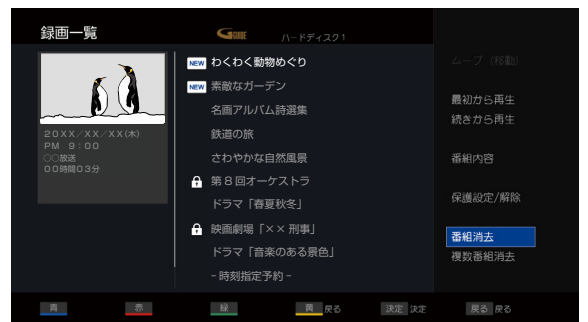 録画一覧
GGUIDE
ハードディスク1
20XX/XX/XX(木)
PM 9:00
○○放送
00時間03分
NEW わくわく動物めぐり
NEW 素敵なガーデン
名画アルバム詩選集
鉄道の旅
さわやかな自然風景
第8回オーケストラ
ドラマ「春夏秋冬」
映画劇場「×× 刑事」
ドラマ「音楽のある景色」
-時刻指定予約-
ムーブ（移動）
最初から再生
続きから再生
番組内容
保護設定/解除
番組消去
複数番組消去
青
赤
緑
黄 戻る
決定 決定
戻る 戻る